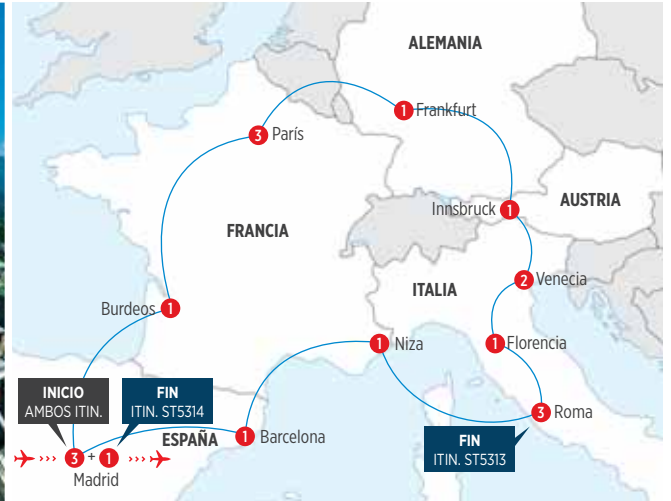 ALEMANIA
1 Frankfurt
3 París
Innsbruck 1
AUSTRIA
FRANCIA
ITALIA
2 Venecia
Burdeos 1
1 Niza
1 Florencia
INICIO
AMBOS ITIN.
FIN
ITIN. ST5314
3 Roma
ESPAÑA
1 Barcelona
FIN
ITIN. ST5313
3 + 1
Madrid